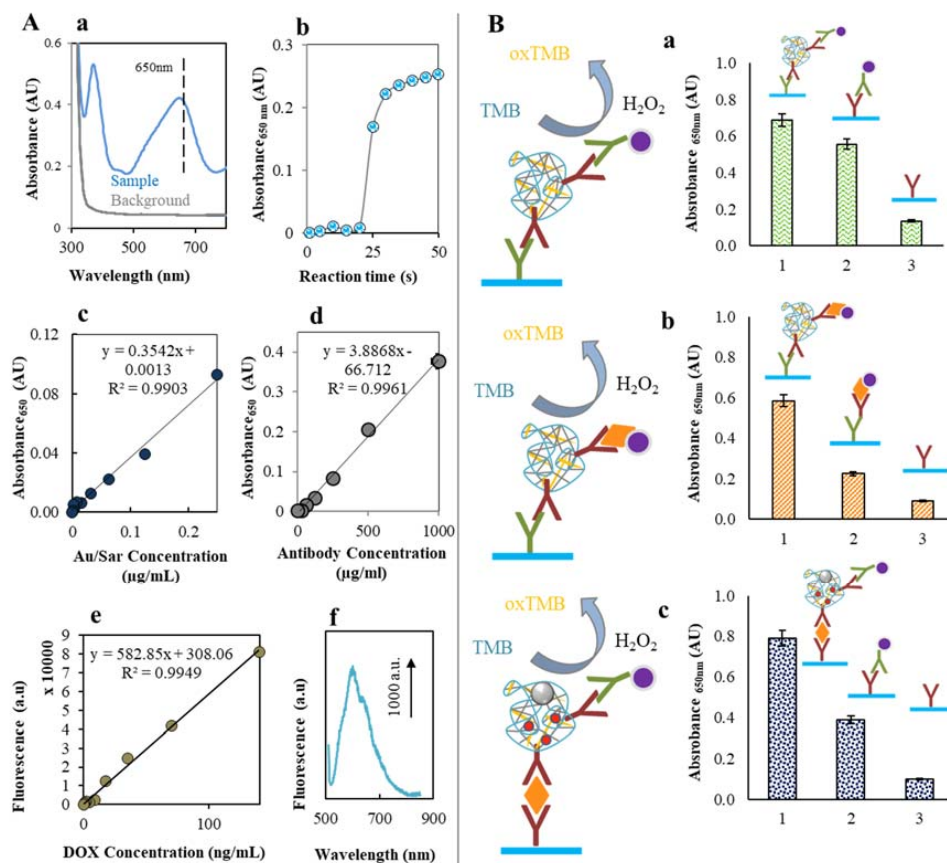 A
a
Absorbance (AU)
0.6
0.4
0.2
0
650nm
Sample
Background
300
500
700
Wavelength (nm)
b
Absorbance650 nm (AU)
0.3
0.2
0.1
0
0
25
50
Reaction time (s)
c
Absorbance650 (AU)
0.12
0.08
0.04
0.00
y = 0.3542x +
0.0013
R² = 0.9903
0
0.1
0.2
Au/Sar Concentration
(µg/mL)
d
Absorbance650 (AU)
0.4
0.3
0.2
0.1
0
y = 3.8868x-
66.712
R² = 0.9961
0
500
1000
Antibody Concentration
(µg/ml)
e
Fluorescence (a.u)
x 10000
9
8
7
6
5
4
3
2
1
0
y = 582.85x + 308.06
R² = 0.9949
0
100
DOX Concentration (ng/mL)
f
Fluorescence (a.u)
1000 a.u.
500
700
900
Wavelength (nm)
B
oxTMB
TMB
H₂O₂
a
Absrobance 650nm (AU)
1.0
0.8
0.6
0.4
0.2
0.0
1
2
3
oxTMB
TMB
H₂O₂
b
Absrobance 650nm (AU)
1.0
0.8
0.6
0.4
0.2
0.0
1
2
3
oxTMB
TMB
H₂O₂
c
Absrobance 650nm (AU)
1.0
0.8
0.6
0.4
0.2
0.0
1
2
3